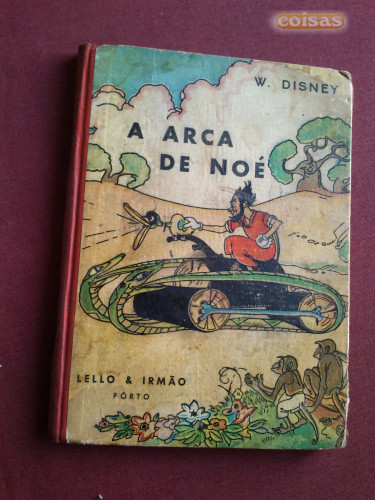 coisas
W. DISNEY
A ARCA
DE NOÉ
LELLO & IRMÃO
PÔRTO